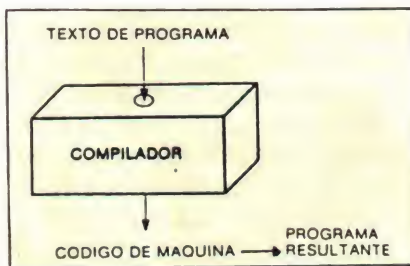 TEXTO DE PROGRAMA
COMPILADOR
CODIGO DE MAQUINA
PROGRAMA
RESULTANTE